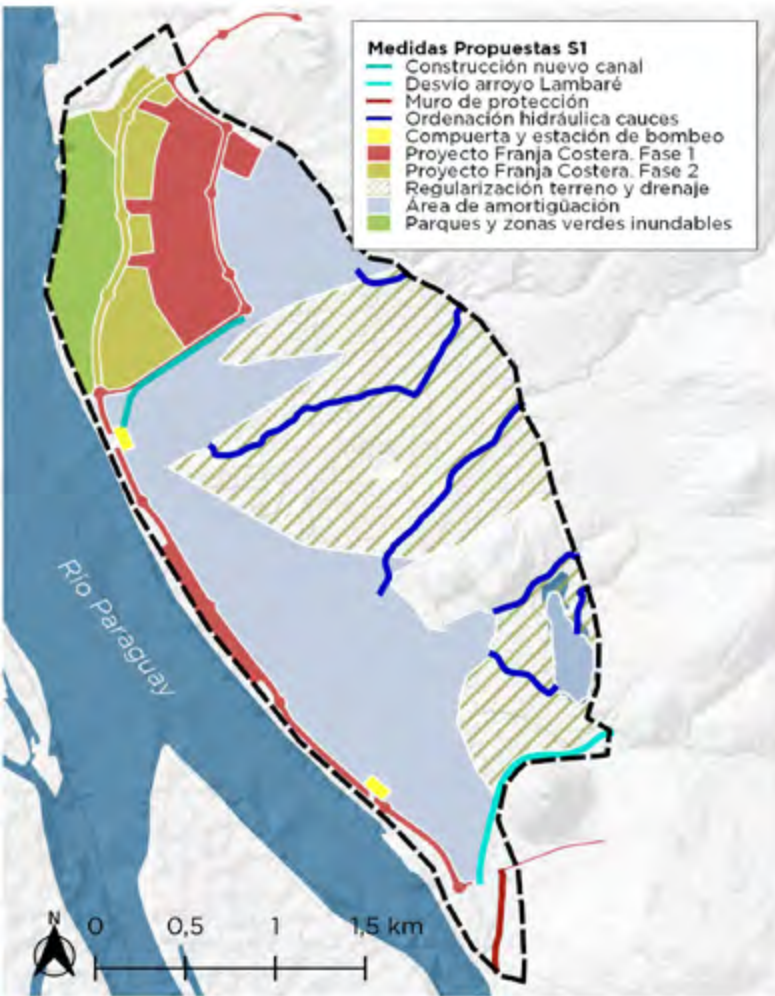 Medidas Propuestas S1
Construcción nuevo canal
Desvío arroyo Lambaré
Muro de protección
Ordenación hidráulica cauces
Compuerta y estación de bombeo
Proyecto Franja Costera. Fase 1
Proyecto Franja Costera. Fase 2
Regularización terreno y drenaje
Área de amortigüación
Parques y zonas verdes inundables
Río Paraguay
N
0 0,5 1 1,5 km